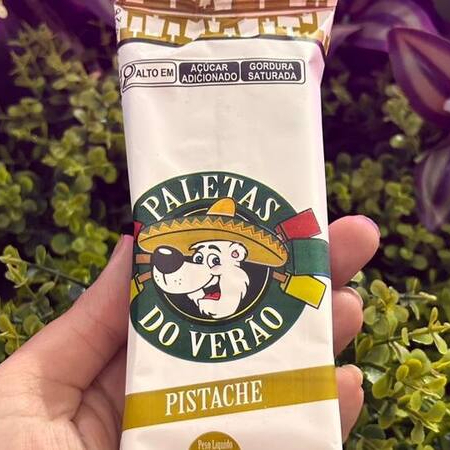 ALTO EM
AÇÚCAR
ADICIONADO
GORDURA
SATURADA
PALETAS
DO VERÃO
PISTACHE
Peso Líquido